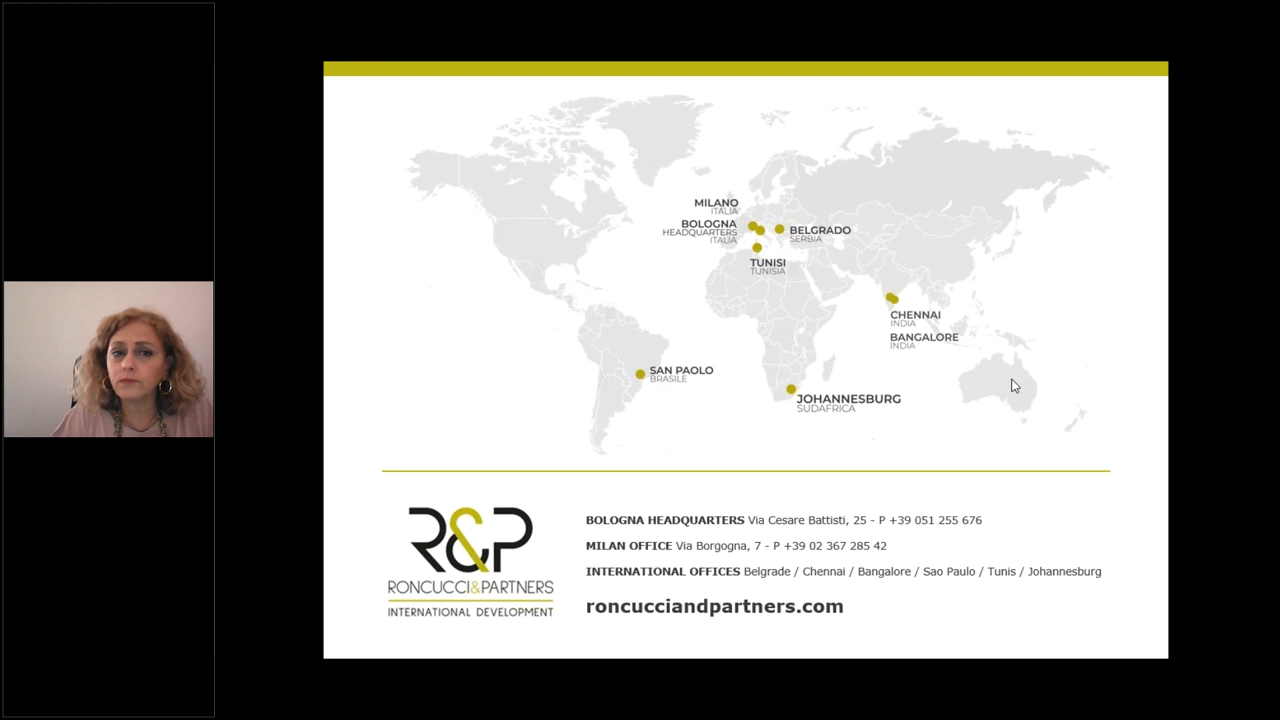 MILANO
ITALIA
BOLOGNA
HEADQUARTERS
ITALIA
BELGRADO
SERBIA
TUNISI
TUNISIA
CHENNAI
INDIA
BANGALORE
INDIA
SAN PAOLO
BRASILE
JOHANNESBURG
SUDAFRICA
R&P
RONCUCCI&PARTNERS
INTERNATIONAL DEVELOPMENT
BOLOGNA HEADQUARTERS Via Cesare Battisti, 25 - P +39 051 255 676
MILAN OFFICE Via Borgogna, 7 - P +39 02 367 285 42
INTERNATIONAL OFFICES Belgrade / Chennai / Bangalore / Sao Paulo / Tunis / Johannesburg
roncucciandpartners.com